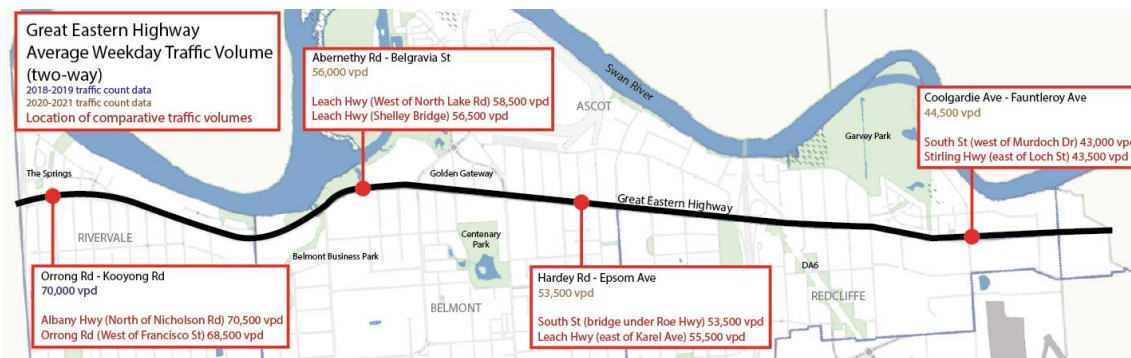 Great Eastern Highway
Average Weekday Traffic Volume
(two-way)
2018-2019 traffic count data
2020-2021 traffic count data
Location of comparative traffic volumes
Abernethy Rd - Belgravia St
56,000 vpd
Leach Hwy (West of North Lake Rd) 58,500 vpd
Leach Hwy (Shelley Bridge) 56,500 vpd
ASCOT
Swan River
Coolgardie Ave - Fauntleroy Ave
44,500 vpd
South St (west of Murdoch Dr) 43,000 vpd
Stirling Hwy (east of Loch St) 43,500 vpd
Garvey Park
The Springs
Golden Gateway
Great Eastern Highway
RIVERVALE
Centenary
Park
Belmont Business Park
DA6
BELMONT
REDCLIFFE
Orrong Rd - Kooyong Rd
70,000 vpd
Albany Hwy (North of Nicholson Rd) 70,500 vpd
Orrong Rd (West of Francisco St) 68,500 vpd
Hardey Rd - Epsom Ave
53,500 vpd
South St (bridge under Roe Hwy) 53,500 vpd
Leach Hwy (east of Karel Ave) 55,500 vpd